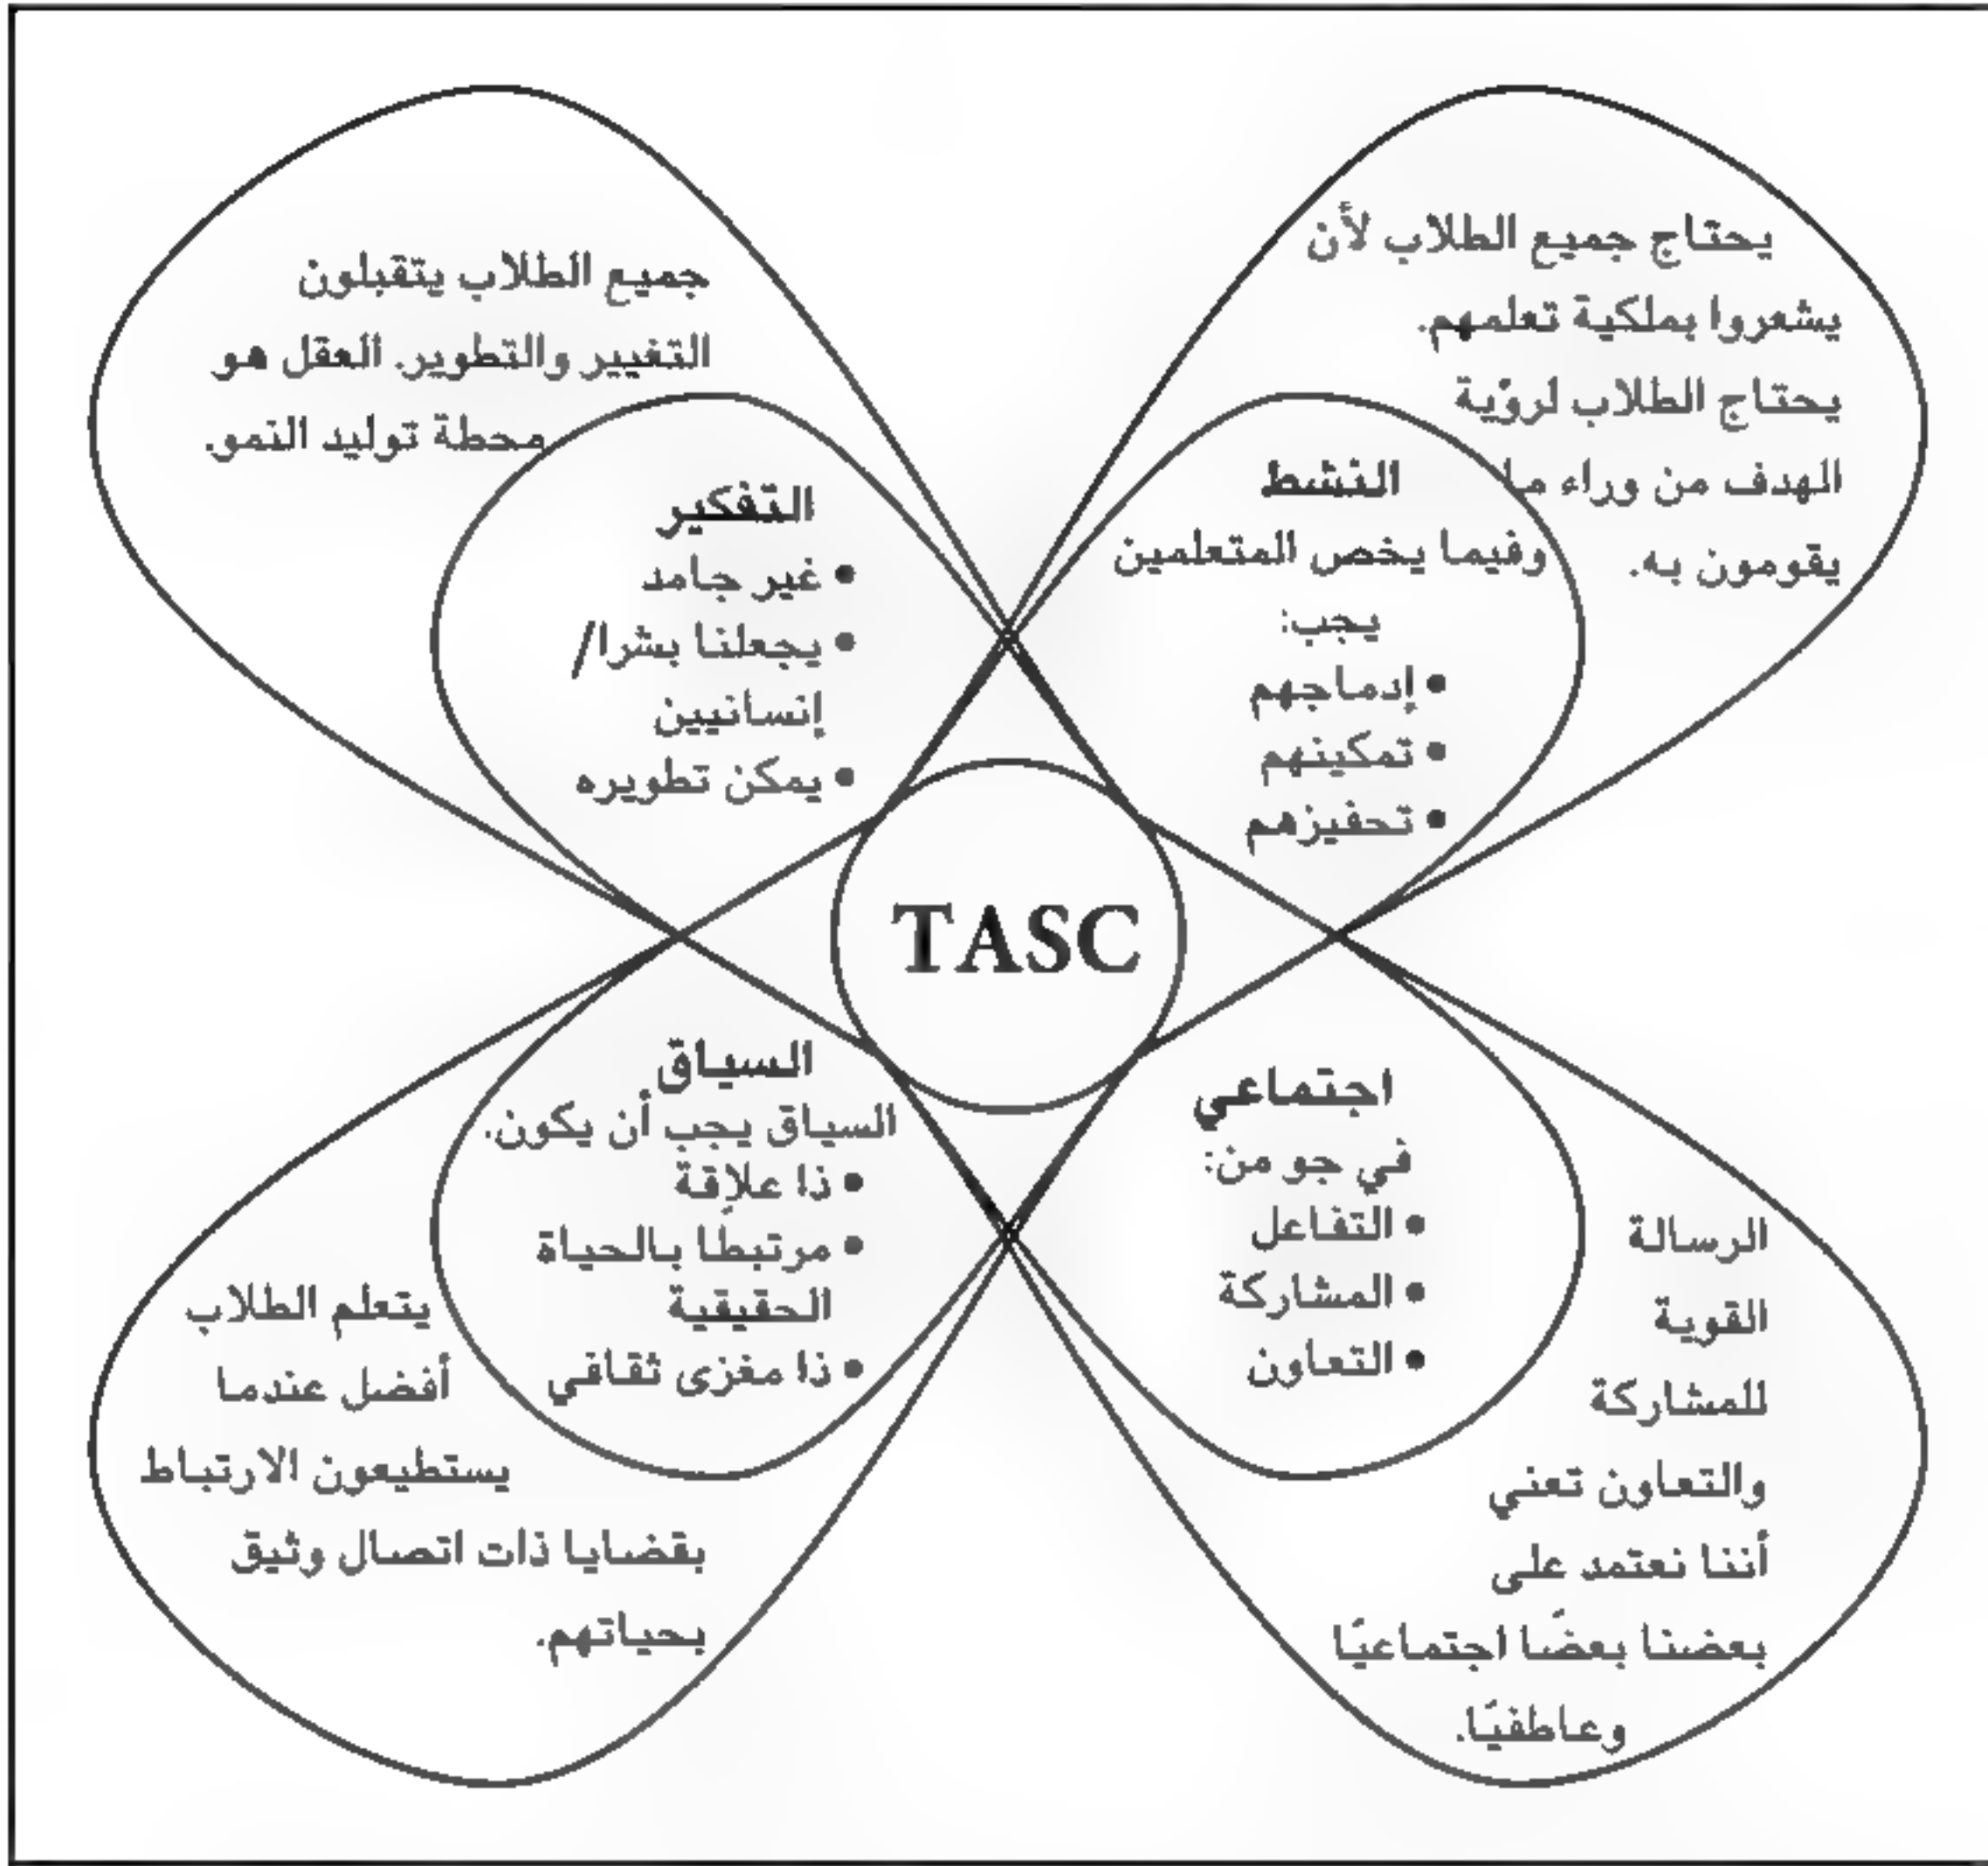 يحتاج جميع الطلاب لأن
يشعروا بملكية تعلمهم.
يحتاج الطلاب لرؤية
الهدف من وراء ما
يقومون به.
النشط
وفيما يخص المتعلمين
يجب:
• إدماجهم
• تمكينهم
• تحفيزهم
جميع الطلاب يتقبلون
التغيير والتطوير. العقل هو
محطة توليد النمو.
التفكير
• غير جامد
• يجعلنا بشرا/
إنسانيين
• يمكن تطويره
TASC
اجتماعي
في جو من:
• التفاعل
• المشاركة
• التعاون
الرسالة
القوية
للمشاركة
والتعاون تعني
أننا نعتمد على
بعضنا بعضًا اجتماعيًا
وعاطفيًا.
السياق
السياق يجب أن يكون.
• ذا علاقة
• مرتبطًا بالحياة
الحقيقية
• ذا مغزى ثقافي
يتعلم الطلاب
أفضل عندما
يستطيعون الارتباط
بقضايا ذات اتصال وثيق
بحياتهم.